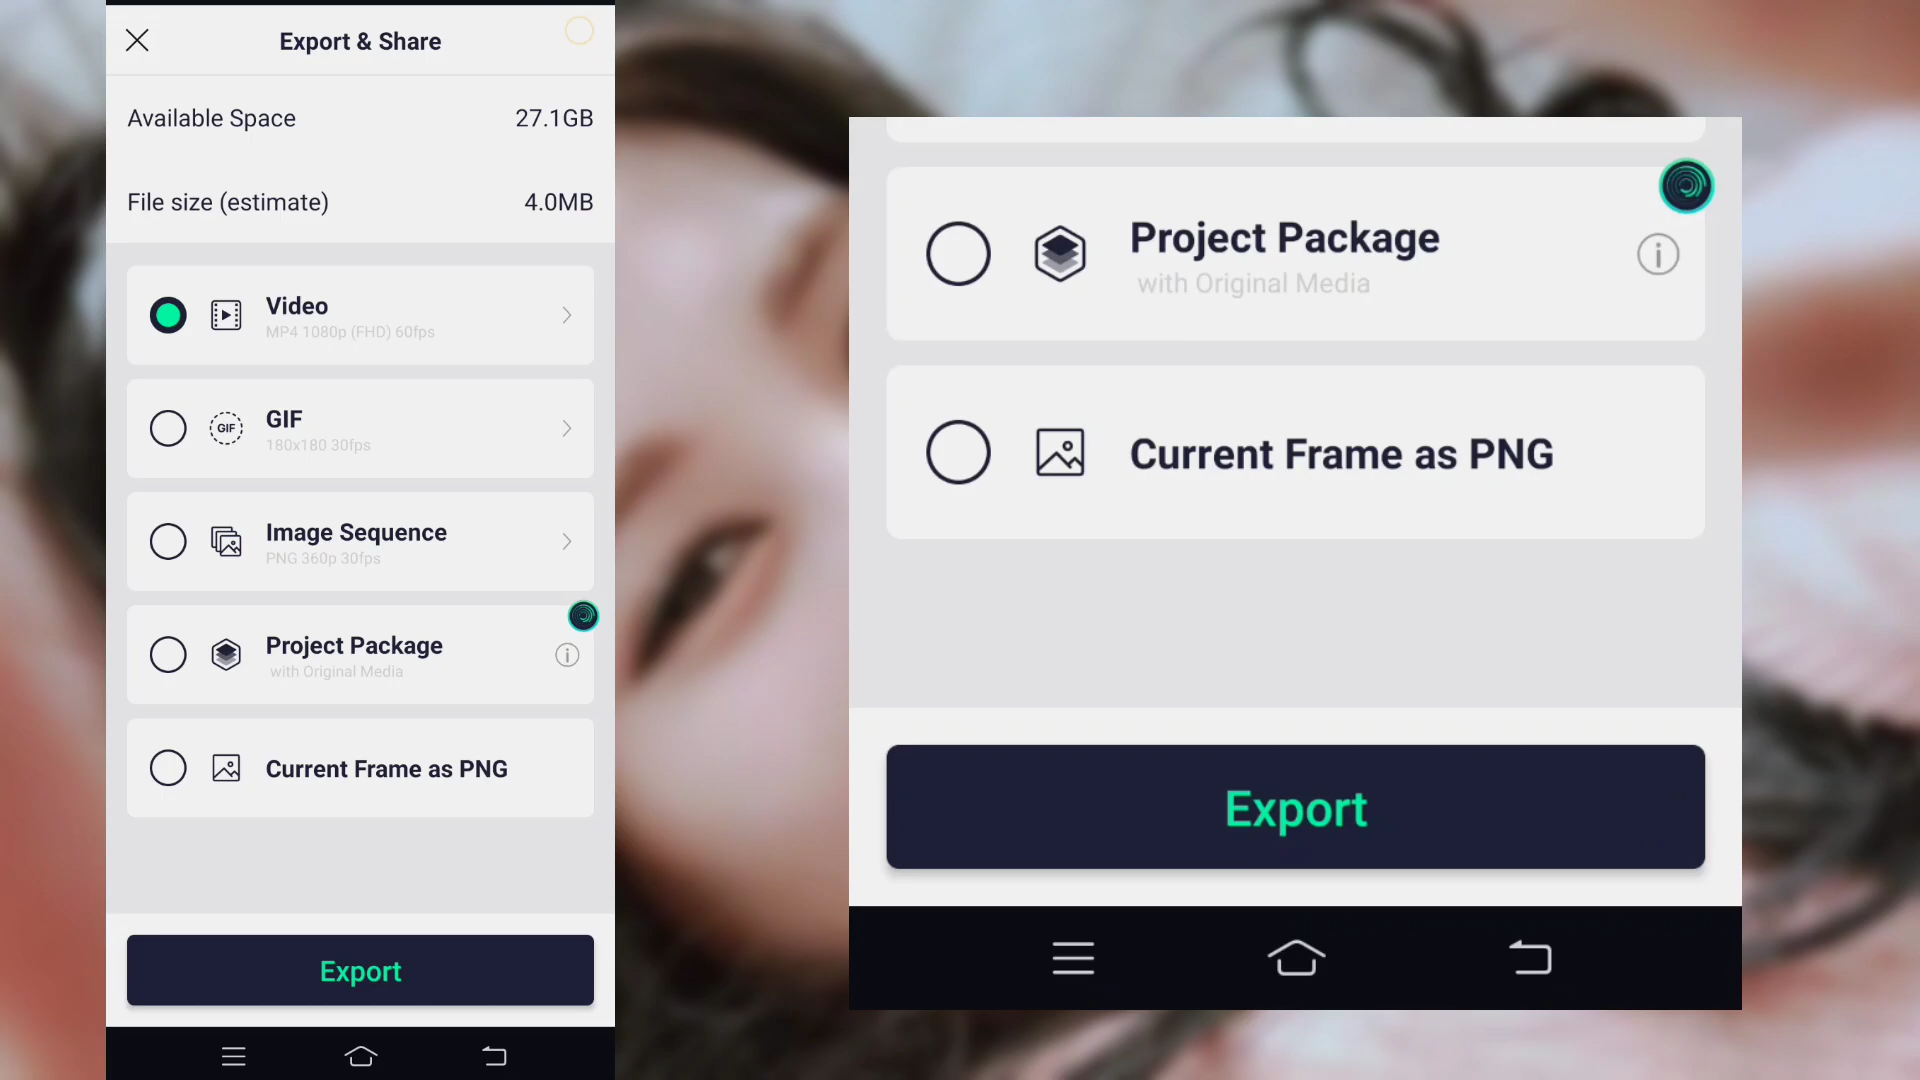 Export & Share
Available Space 27.1GB
File size (estimate) 4.0MB
Video
MP4 1080p (FHD) 60fps
GIF
GIF
180x180 30fps
Image Sequence
PNG 360p 30fps
Project Package
with Original Media
Current Frame as PNG
Export
Project Package
with Original Media
Current Frame as PNG
Export